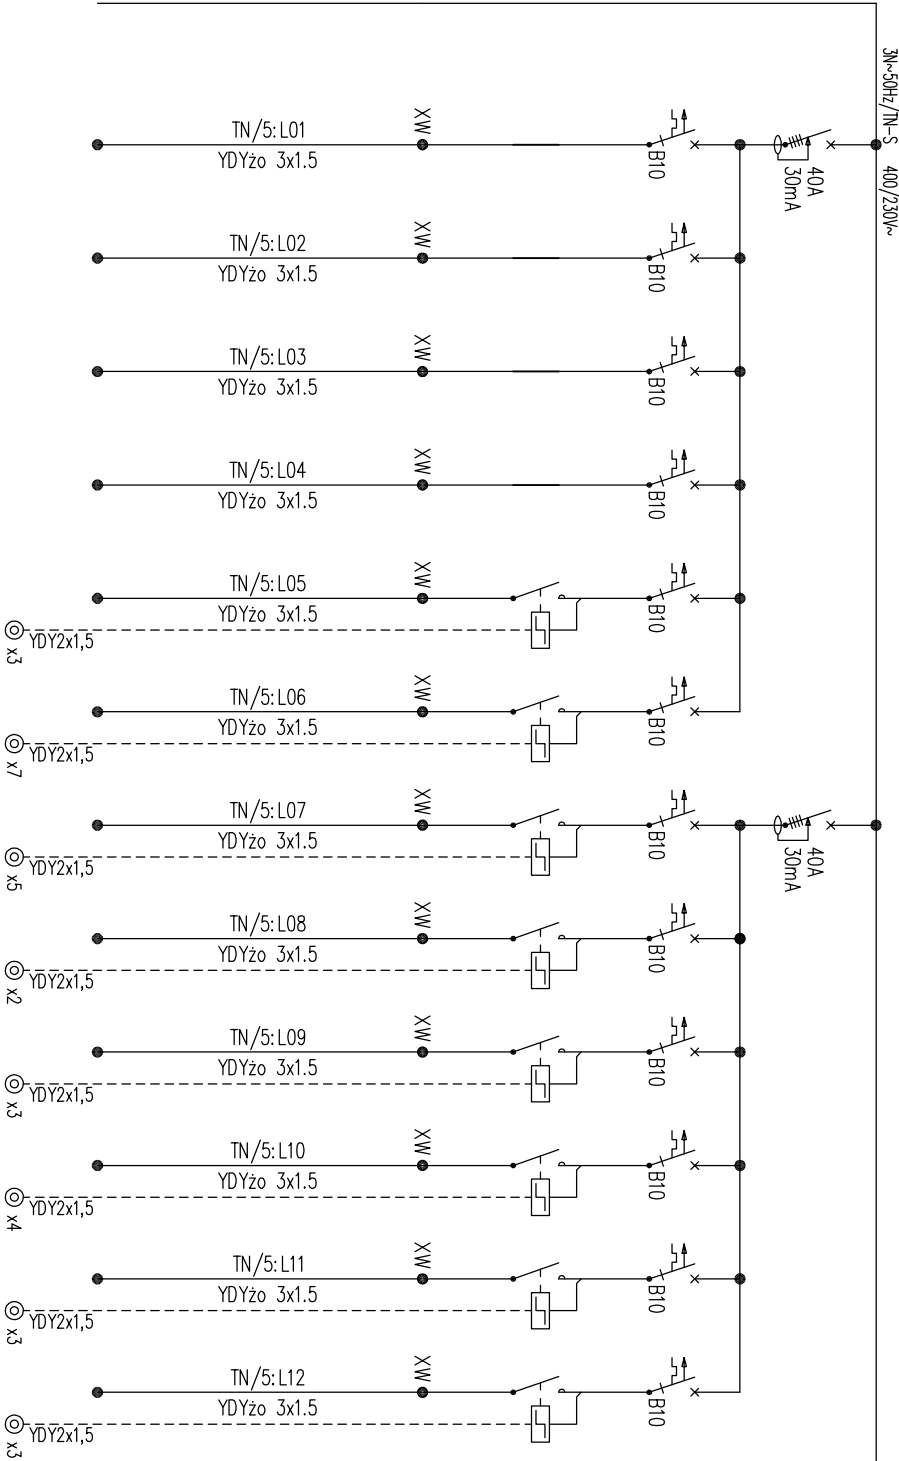 3N~50Hz/TN-S 400/230V~
40A
30mA
TN/5:L01
YDYżo 3x1.5
XW
B10
TN/5:L02
YDYżo 3x1.5
XW
B10
TN/5:L03
YDYżo 3x1.5
XW
B10
TN/5:L04
YDYżo 3x1.5
XW
B10
TN/5:L05
YDYżo 3x1.5
XW
B10
YDY2x1,5
x3
TN/5:L06
YDYżo 3x1.5
XW
B10
YDY2x1,5
x7
40A
30mA
TN/5:L07
YDYżo 3x1.5
XW
B10
YDY2x1,5
x5
TN/5:L08
YDYżo 3x1.5
XW
B10
YDY2x1,5
x2
TN/5:L09
YDYżo 3x1.5
XW
B10
YDY2x1,5
x3
TN/5:L10
YDYżo 3x1.5
XW
B10
YDY2x1,5
x4
TN/5:L11
YDYżo 3x1.5
XW
B10
YDY2x1,5
x3
TN/5:L12
YDYżo 3x1.5
XW
B10
YDY2x1,5
x3